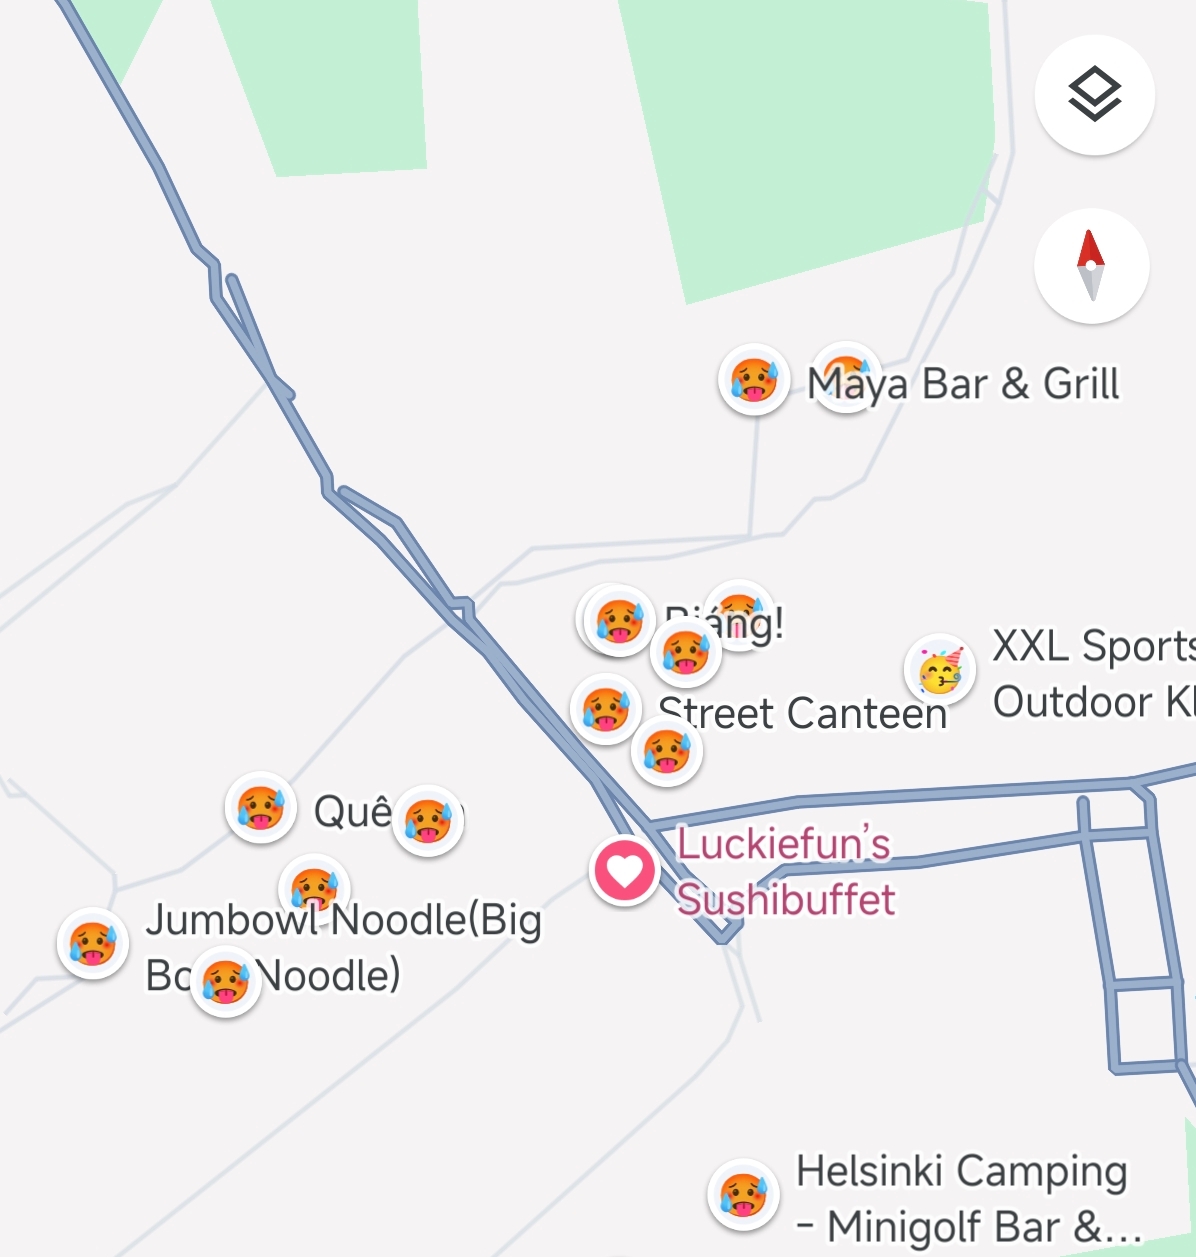 Maya Bar & Grill
Biáng!
XXL Sports
Outdoor
Street Canteen
Quê
Luckiefun's
Sushibuffet
Jumbowl Noodle(Big
Noodle)
Helsinki Camping
- Minigolf Bar &...